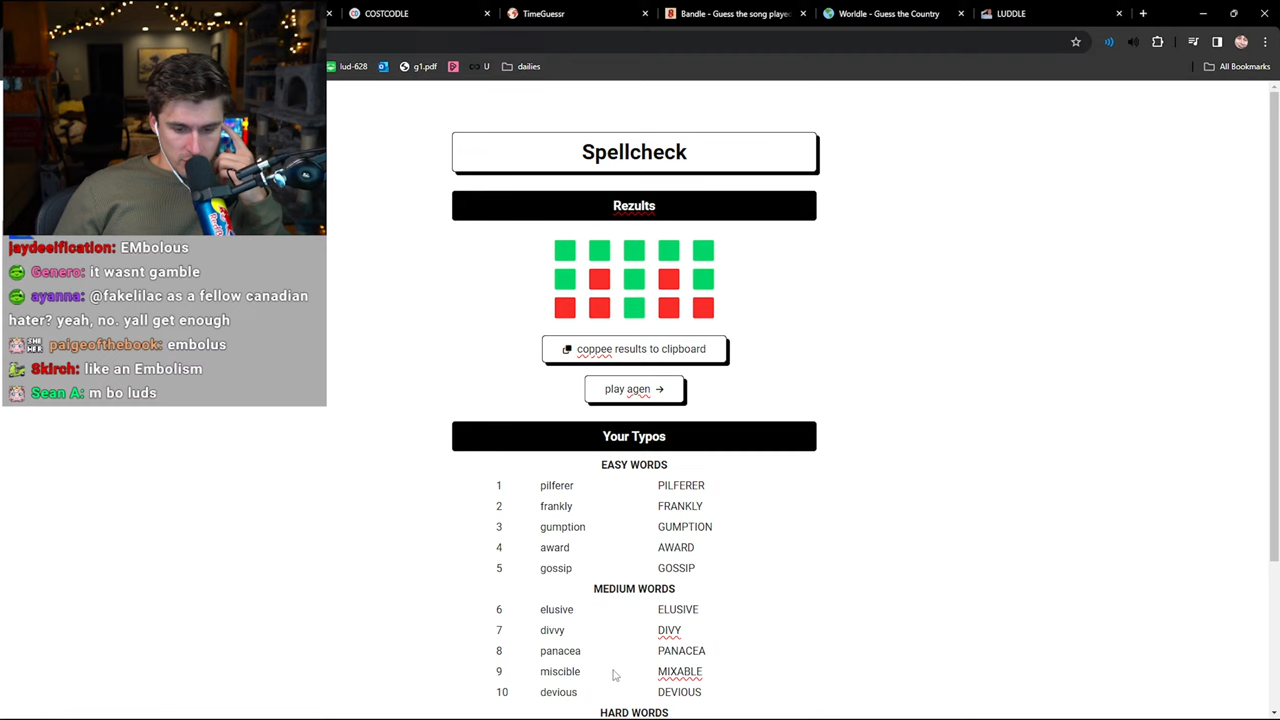 COSTCODLE
TimeGuessr
Bandle - Guess the song played
Worldle - Guess the Country
LUDDLE
lud-628
g1.pdf
U
dailies
All Bookmarks
Spellcheck
Rezults
jaydeelfication: EMbolous
Genero: it wasnt gamble
ayanna: @fakelilac as a fellow canadian
hater? yeah, no. yall get enough
SHE HER paigeofthebook: embolus
Skirch: like an Embolism
Sean A: m bo luds
coppee results to clipboard
play agen →
Your Typos
EASY WORDS
1 pilferer PILFERER
2 frankly FRANKLY
3 gumption GUMPTION
4 award AWARD
5 gossip GOSSIP
MEDIUM WORDS
6 elusive ELUSIVE
7 divvy DIVY
8 panacea PANACEA
9 miscible MIXABLE
10 devious DEVIOUS
HARD WORDS